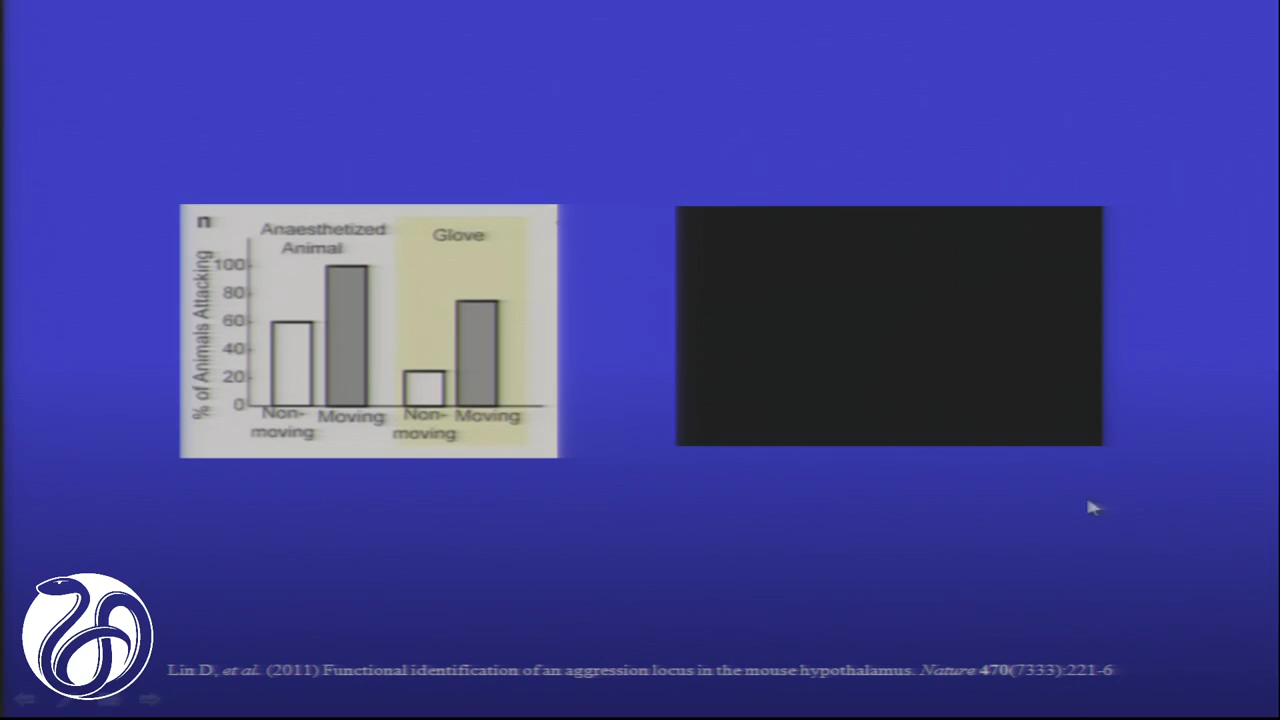 n
Anaesthetized
Animal
Glove
% of Animals Attacking
100
80
60
40
20
0
Non-
moving
Moving
Non-
moving
Moving
Lin D, et al. (2011) Functional identification of an aggression locus in the mouse hypothalamus. Nature 470(7333):221-6